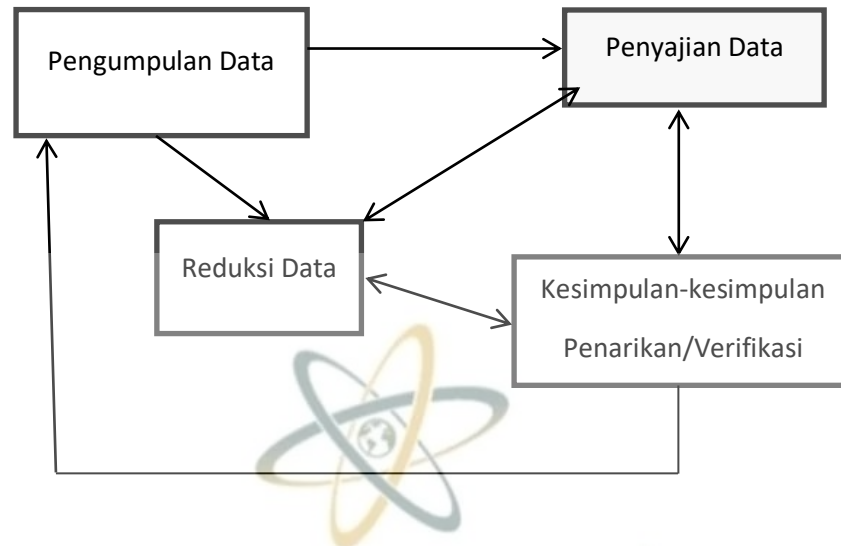 Pengumpulan Data
Penyajian Data
Reduksi Data
Kesimpulan-kesimpulan
Penarikan/Verifikasi